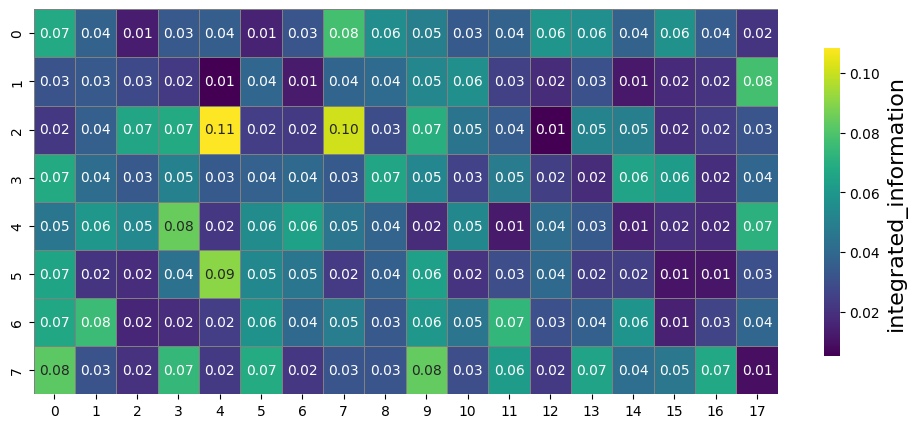 0 0.07 0.04 0.01 0.03 0.04 0.01 0.03 0.08 0.06 0.05 0.03 0.04 0.06 0.06 0.04 0.06 0.04 0.02
1 0.03 0.03 0.03 0.02 0.01 0.04 0.01 0.04 0.04 0.06 0.06 0.03 0.02 0.03 0.01 0.02 0.02 0.08
2 0.02 0.04 0.07 0.07 0.11 0.02 0.02 0.10 0.03 0.07 0.05 0.04 0.01 0.05 0.05 0.02 0.02 0.03
3 0.07 0.04 0.03 0.05 0.03 0.04 0.04 0.03 0.07 0.05 0.03 0.05 0.02 0.02 0.06 0.06 0.02 0.04
4 0.05 0.06 0.05 0.08 0.02 0.06 0.06 0.05 0.04 0.02 0.05 0.01 0.04 0.03 0.01 0.02 0.02 0.07
5 0.07 0.02 0.02 0.04 0.09 0.05 0.05 0.02 0.04 0.06 0.02 0.03 0.04 0.02 0.02 0.01 0.01 0.03
6 0.07 0.08 0.02 0.02 0.02 0.06 0.04 0.05 0.03 0.06 0.05 0.07 0.03 0.04 0.06 0.01 0.03 0.04
7 0.08 0.03 0.02 0.07 0.02 0.07 0.02 0.03 0.03 0.08 0.03 0.06 0.02 0.07 0.04 0.05 0.07 0.01
0 1 2 3 4 5 6 7 8 9 10 11 12 13 14 15 16 17
0.10
0.08
0.06
0.04
0.02
integrated_information